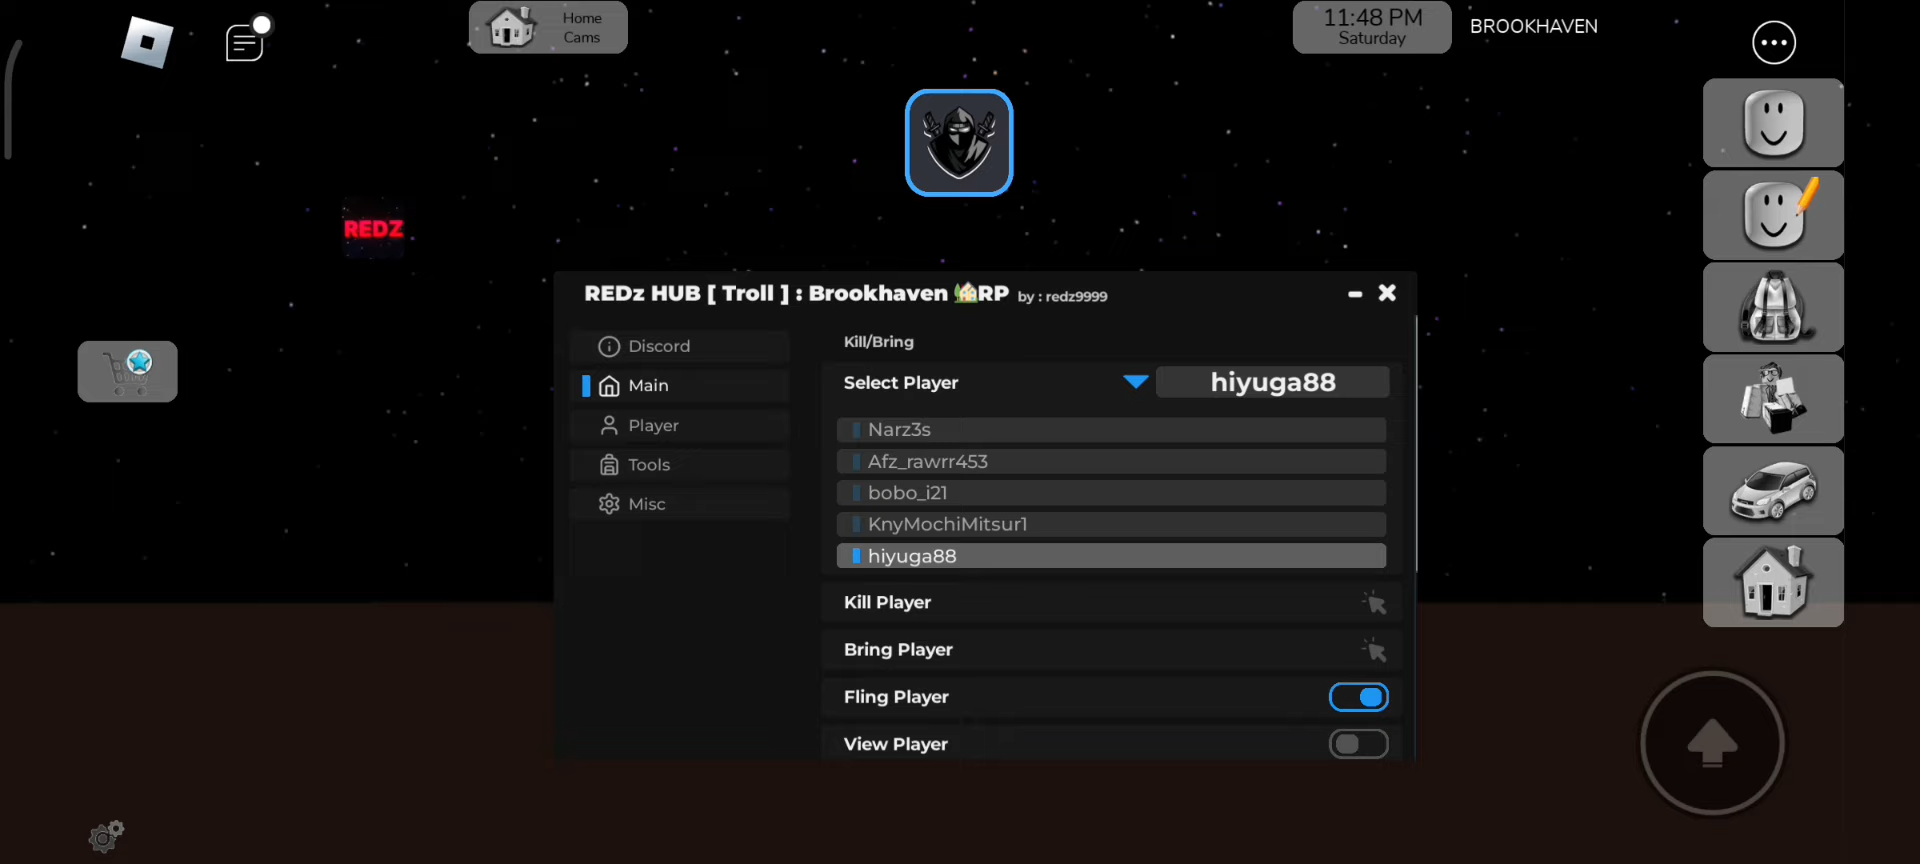 Home
Cams
11:48 PM
Saturday
BROOKHAVEN
REDZ
REDz HUB [ Troll ] : Brookhaven 🏡RP by : redz9999
Discord
Main
Player
Tools
Misc
Kill/Bring
Select Player
hiyuga88
Narz3s
Afz_rawrr453
bobo_i21
KnyMochiMitsur1
hiyuga88
Kill Player
Bring Player
Fling Player
View Player